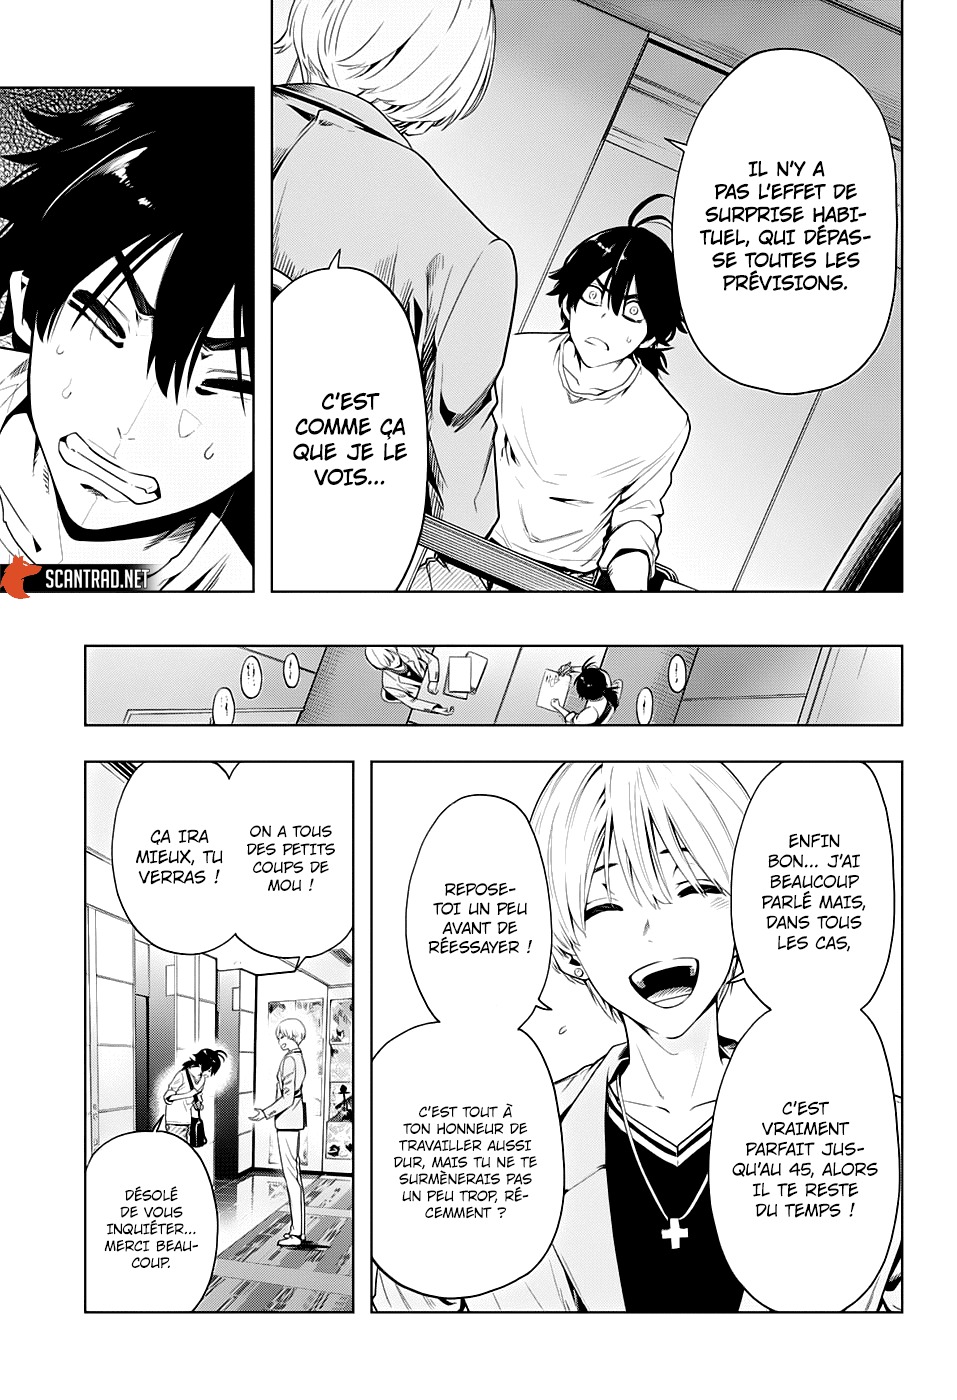 IL N'Y A
PAS L'EFFET DE
SURPRISE HABI-
TUEL, QUI DÉPAS-
SE TOUTES LES
PRÉVISIONS.
C'EST
COMME ÇA
QUE JE LE
VOIS...
SCANTRAD.NET
ENFIN
BON... J'AI
BEAUCOUP
PARLÉ MAIS,
DANS TOUS
LES CAS,
C'EST
VRAIMENT
PARFAIT JUS-
QU'AU 45, ALORS
IL TE RESTE
DU TEMPS !
REPOSE-
TOI UN PEU
AVANT DE
RÉESSAYER !
C'EST TOUT À
TON HONNEUR DE
TRAVAILLER AUSSI
DUR, MAIS TU NE TE
SURMÈNERAIS PAS
UN PEU TROP, RÉ-
CEMMENT ?
ON A TOUS
DES PETITS
COUPS DE
MOU !
ÇA IRA
MIEUX, TU
VERRAS !
DÉSOLÉ
DE VOUS
INQUIÉTER...
MERCI BEAU-
COUP.